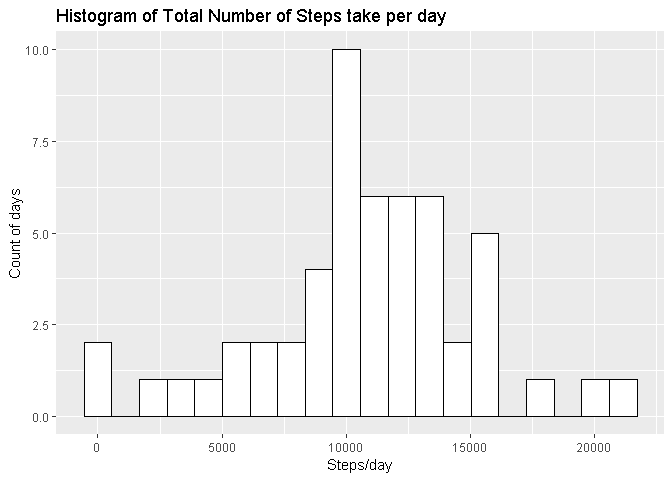 Histogram of Total Number of Steps take per day
10.0
7.5
5.0
2.5
0.0
Count of days
0 5000 10000 15000 20000
Steps/day